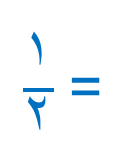 ١/٢ =